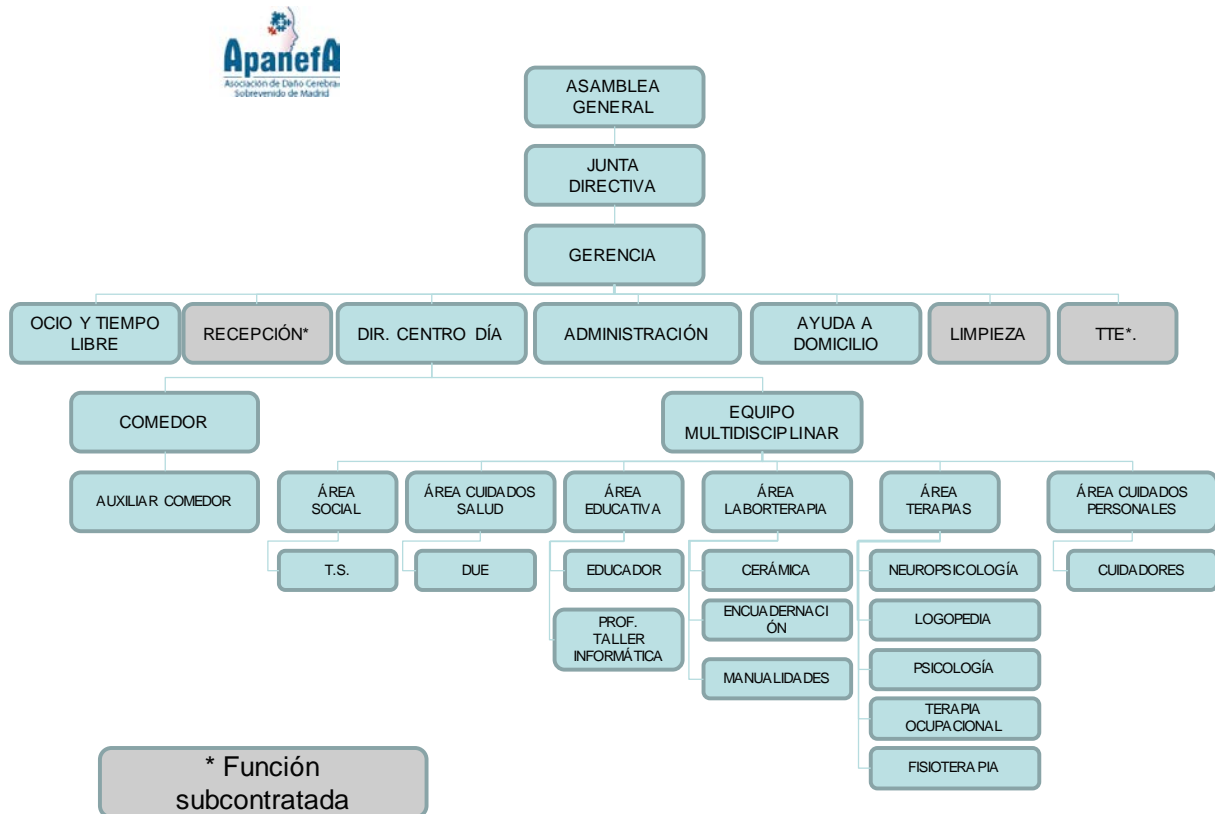 ApanefA
Asociación de Daño Cerebra
Sobrevenido de Madrid
ASAMBLEA
GENERAL
JUNTA
DIRECTIVA
GERENCIA
OCIO Y TIEMPO
LIBRE
RECEPCIÓN*
DIR. CENTRO DÍA
ADMINISTRACIÓN
AYUDA A
DOMICILIO
LIMPIEZA
TTE*.
COMEDOR
EQUIPO
MULTIDISCIPLINAR
AUXILIAR COMEDOR
ÁREA
SOCIAL
ÁREA CUIDADOS
SALUD
ÁREA
EDUCATIVA
ÁREA
LABORTERAPIA
ÁREA
TERAPIAS
ÁREA CUIDADOS
PERSONALES
T.S.
DUE
EDUCADOR
CERÁMICA
NEUROPSICOLOGÍA
CUIDADORES
PROF.
TALLER
INFORMÁTICA
ENCUADERNACI
ÓN
LOGOPEDIA
MANUALIDADES
PSICOLOGÍA
TERAPIA
OCUPACIONAL
FISIOTERAPIA
* Función
subcontratada